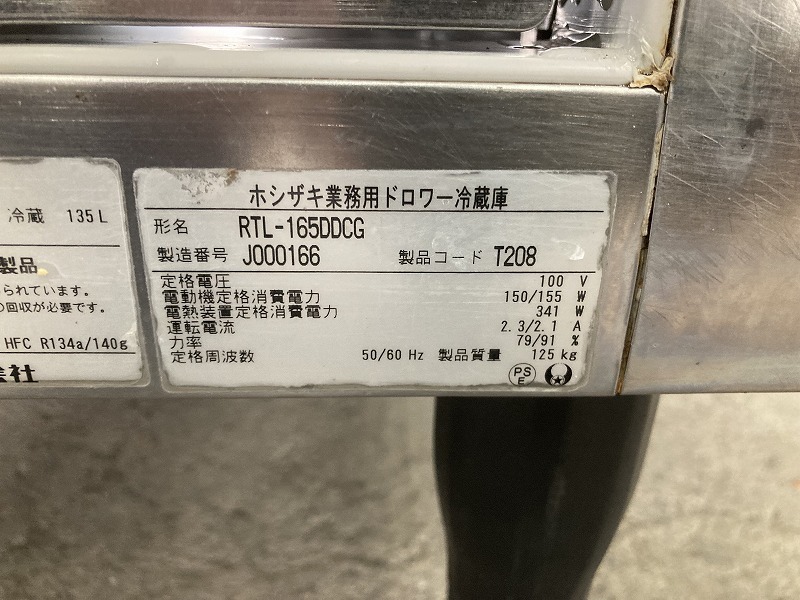 冷蔵 135L
製品
られています。
の回収が必要です。
HFC R134a/140g
会社
ホシザキ業務用ドロワー冷蔵庫
形名 RTL-165DDCG
製造番号 J000166 製品コード T208
定格電圧 100 V
電動機定格消費電力 150/155 W
電熱装置定格消費電力 341 W
運転電流 2.3/2.1 A
力率 79/91 %
定格周波数 50/60 Hz 製品質量 125 kg
PS
E